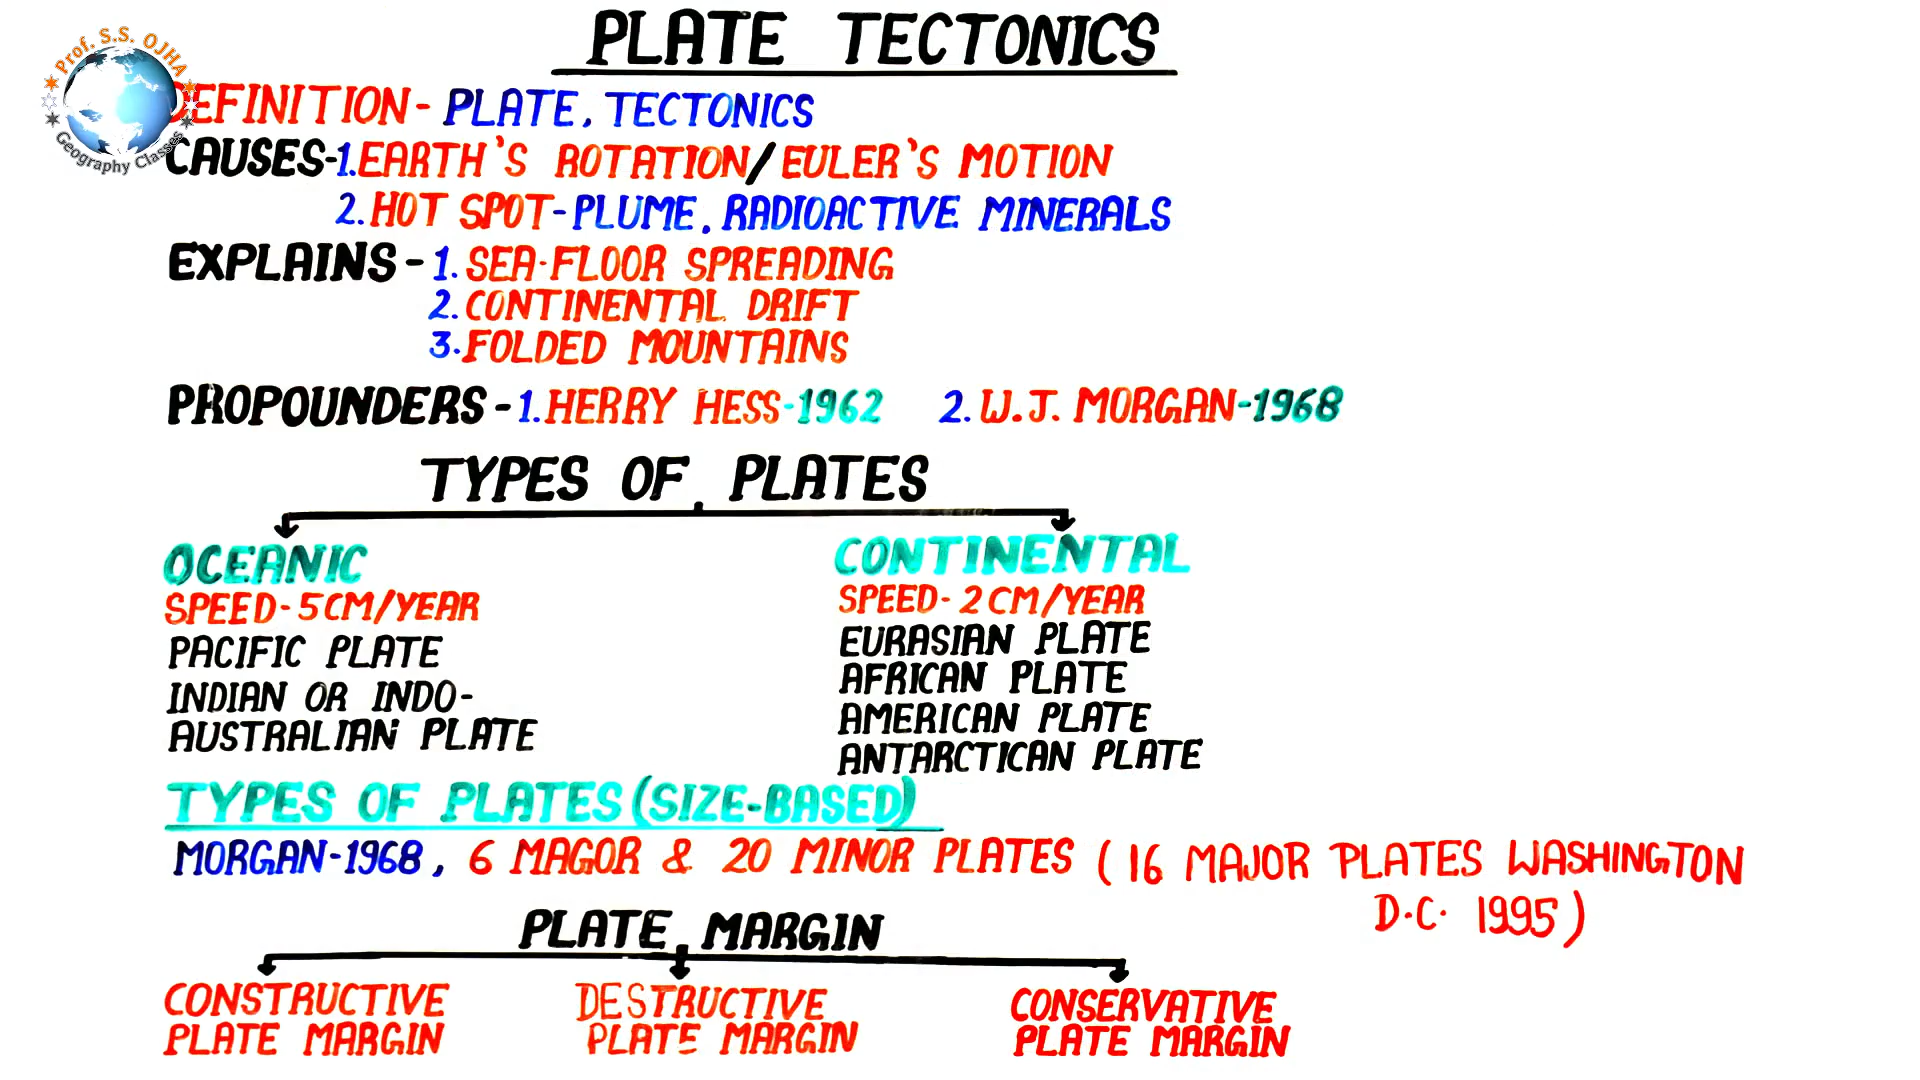 PLATE TECTONICS
Prof. S.S. OJHA
Geography Classes
DEFINITION- PLATE, TECTONICS
CAUSES-1.EARTH'S ROTATION/EULER'S MOTION
2. HOT SPOT-PLUME, RADIOACTIVE MINERALS
EXPLAINS-1. SEA-FLOOR SPREADING
2. CONTINENTAL DRIFT
3. FOLDED MOUNTAINS
PROPOUNDERS-1. HERRY HESS-1962 2. W.J. MORGAN-1968
TYPES OF PLATES
OCEANIC
SPEED-5CM/YEAR
PACIFIC PLATE
INDIAN OR INDO-
AUSTRALIAN PLATE
CONTINENTAL
SPEED-2CM/YEAR
EURASIAN PLATE
AFRICAN PLATE
AMERICAN PLATE
ANTARCTICAN PLATE
TYPES OF PLATES(SIZE-BASED)
MORGAN-1968, 6 MAGOR & 20 MINOR PLATES (16 MAJOR PLATES WASHINGTON
D.C. 1995)
PLATE MARGIN
CONSTRUCTIVE
PLATE MARGIN
DESTRUCTIVE
PLATE MARGIN
CONSERVATIVE
PLATE MARGIN